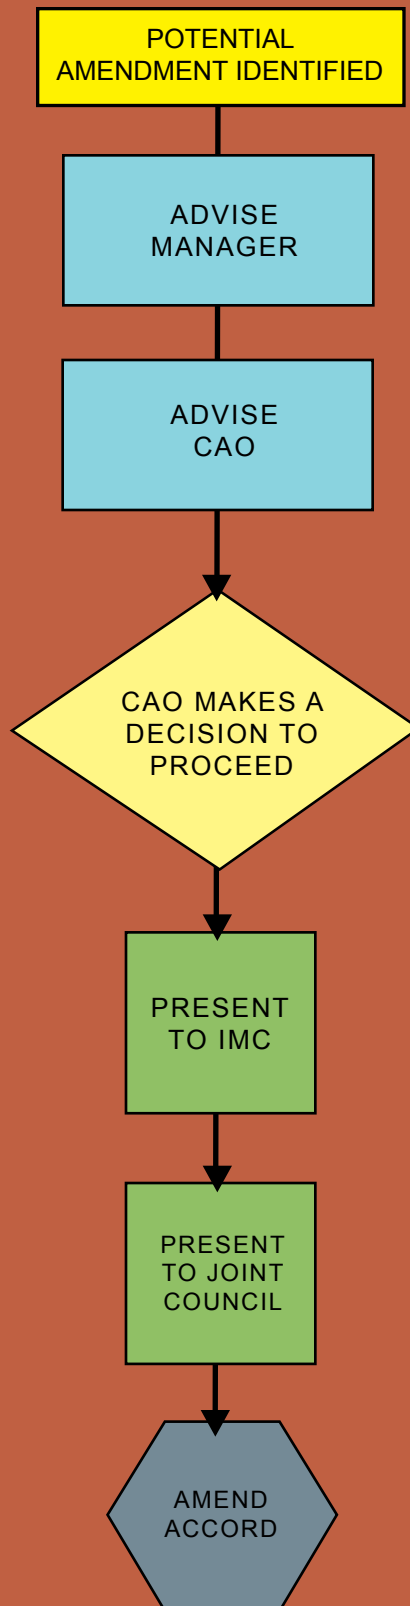 POTENTIAL
AMENDMENT IDENTIFIED
ADVISE
MANAGER
ADVISE
CAO
CAO MAKES A
DECISION TO
PROCEED
PRESENT
TO IMC
PRESENT
TO JOINT
COUNCIL
AMEND
ACCORD